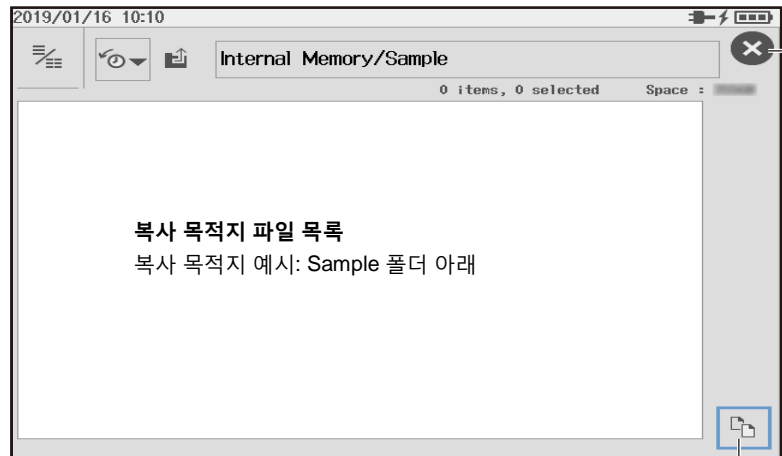 2019/01/16 10:10
Internal Memory/Sample
0 items, 0 selected Space :
복사 목적지 파일 목록
복사 목적지 예시: Sample 폴더 아래